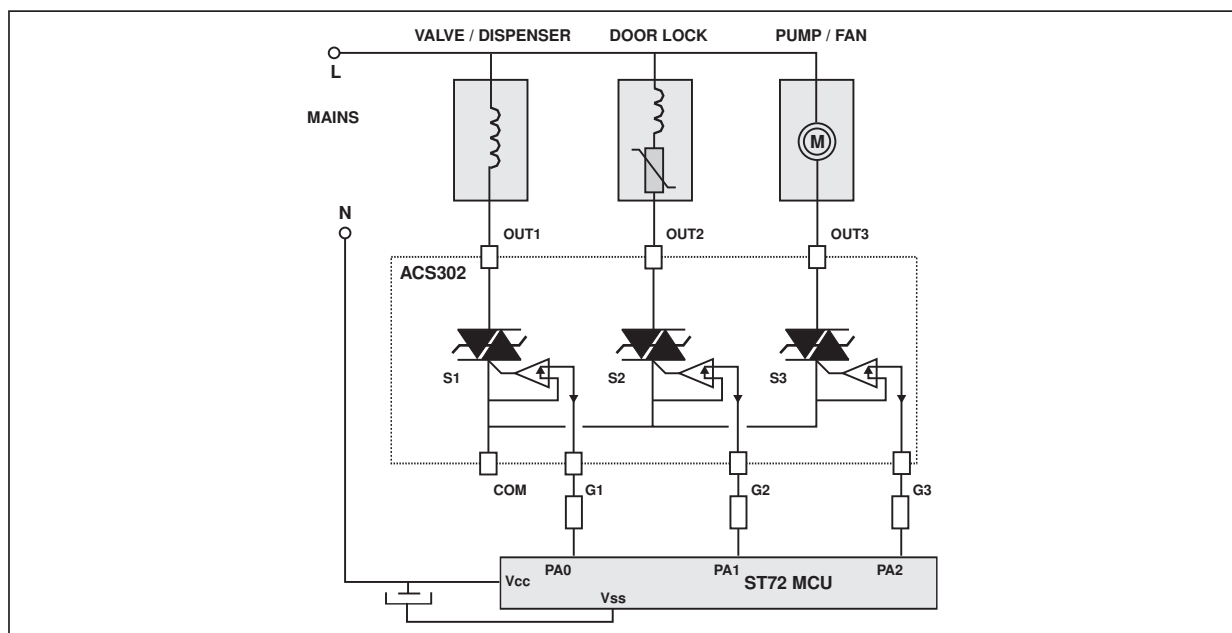 VALVE / DISPENSER DOOR LOCK PUMP / FAN
L
MAINS
M
N
OUT1 OUT2 OUT3
ACS302
S1 S2 S3
COM G1 G2 G3
PA0 PA1 PA2
Vcc ST72 MCU
Vss